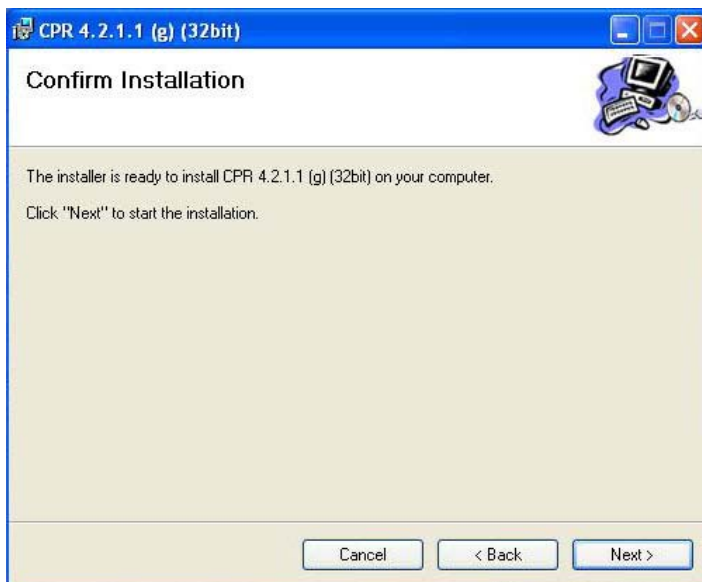 CPR 4.2.1.1 (g) (32bit)
Confirm Installation
The installer is ready to install CPR 4.2.1.1 (g) (32bit) on your computer.
Click "Next" to start the installation.
Cancel
< Back
Next >